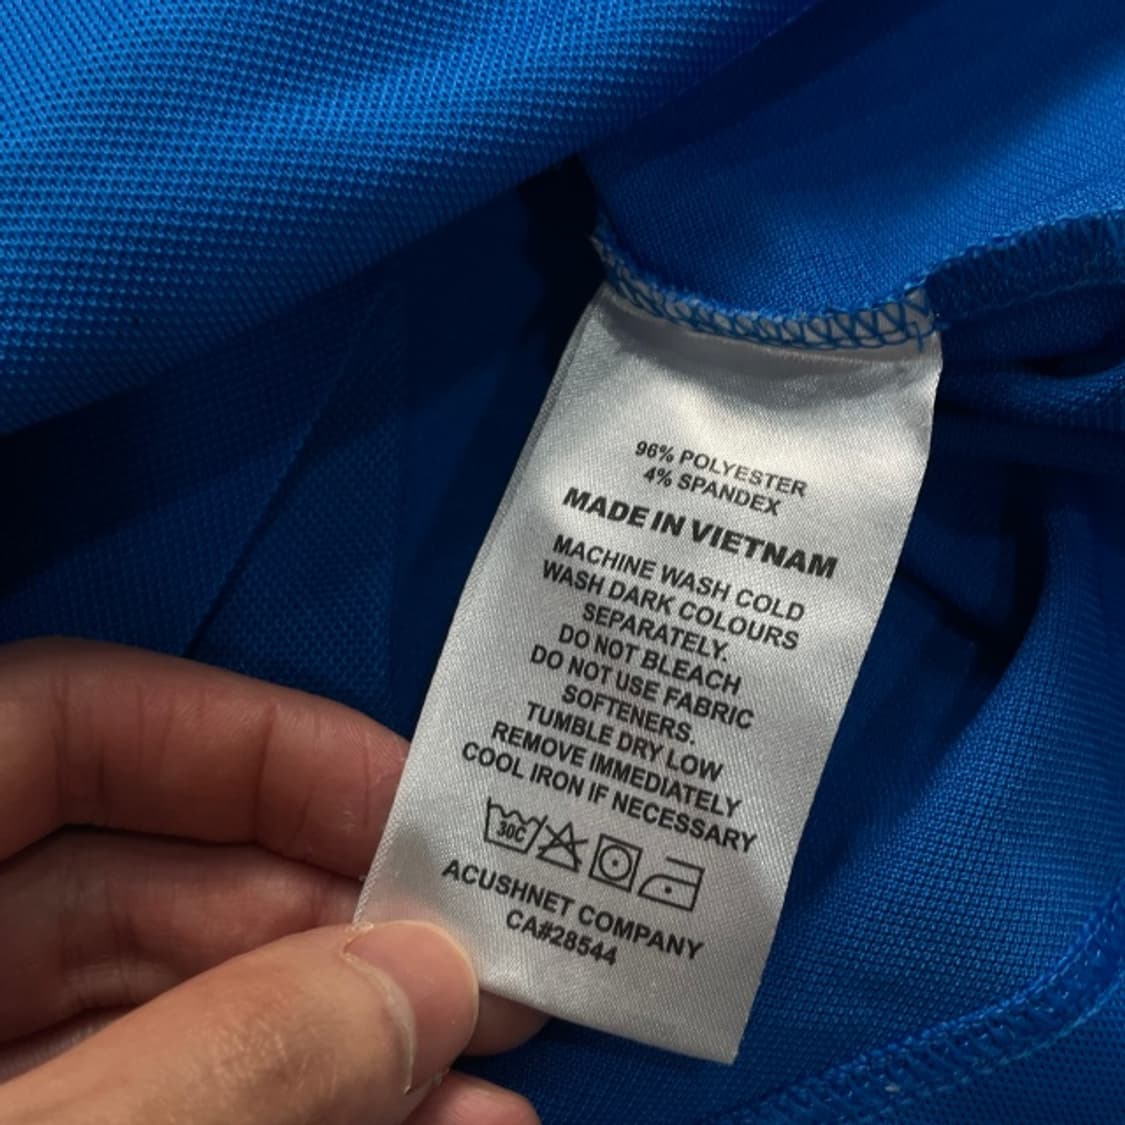 96% POLYESTER
4% SPANDEX
MADE IN VIETNAM
MACHINE WASH COLD
WASH DARK COLOURS
SEPARATELY.
DO NOT BLEACH
DO NOT USE FABRIC
SOFTENERS.
TUMBLE DRY LOW
REMOVE IMMEDIATELY
COOL IRON IF NECESSARY
30C
ACUSHNET COMPANY
CA#28544